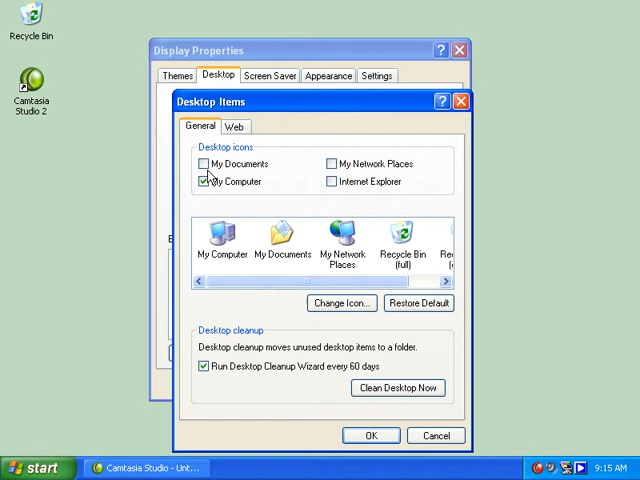 Recycle Bin
Camtasia
Studio 2
Display Properties
Themes Desktop Screen Saver Appearance Settings
Desktop Items
General Web
Desktop icons
My Documents My Network Places
My Computer Internet Explorer
My Computer My Documents My Network Places Recycle Bin (full)
Change Icon... Restore Default
Desktop cleanup
Desktop cleanup moves unused desktop items to a folder.
Run Desktop Cleanup Wizard every 60 days
Clean Desktop Now
OK Cancel
start Camtasia Studio - Unt... 9:15 AM